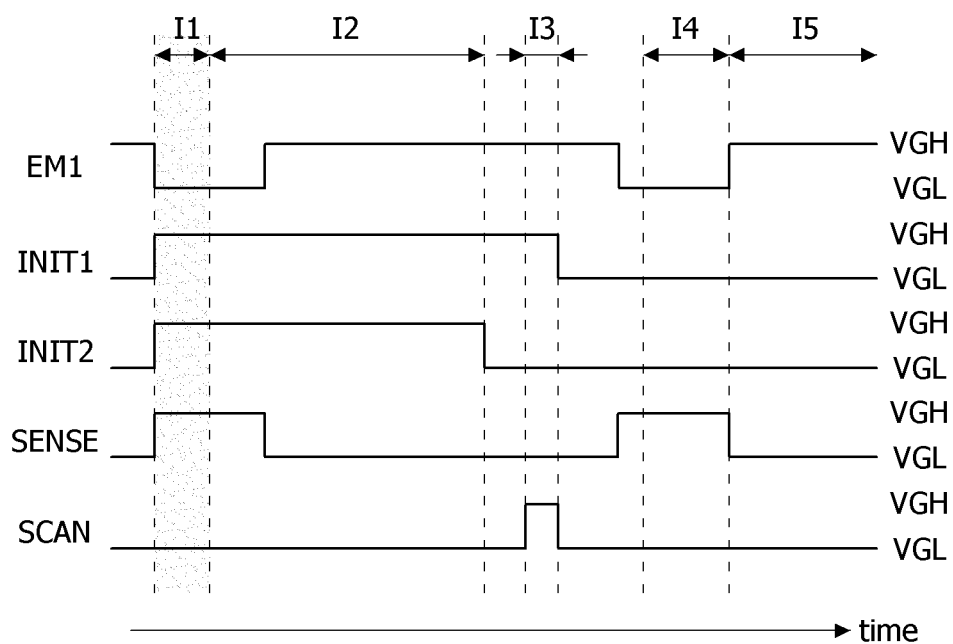 I1 I2 I3 I4 I5
EM1 VGH
VGL
INIT1 VGH
VGL
INIT2 VGH
VGL
SENSE VGH
VGL
SCAN VGH
VGL
time